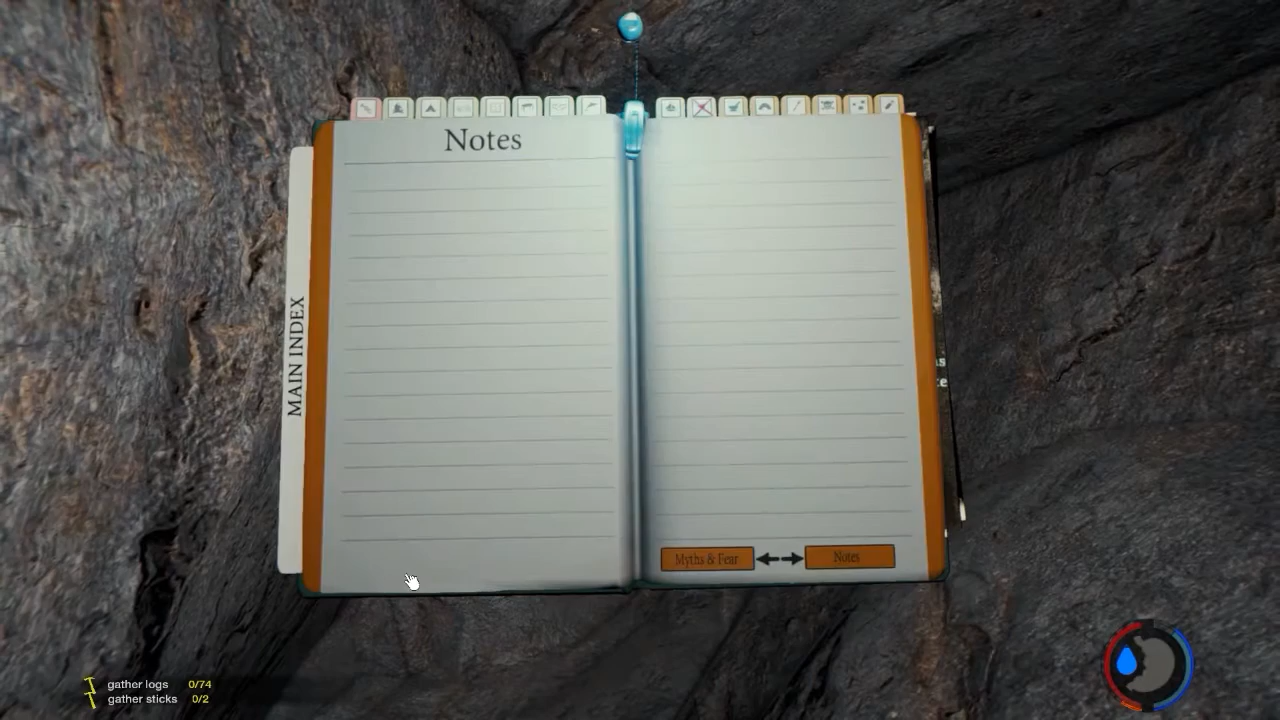 Notes
MAIN INDEX
Myths & Fear
Notes
gather logs 0/74
gather sticks 0/2